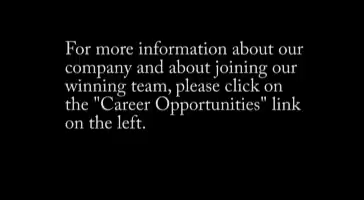 For more information about our
company and about joining our
winning team, please click on
the "Career Opportunities" link
on the left.